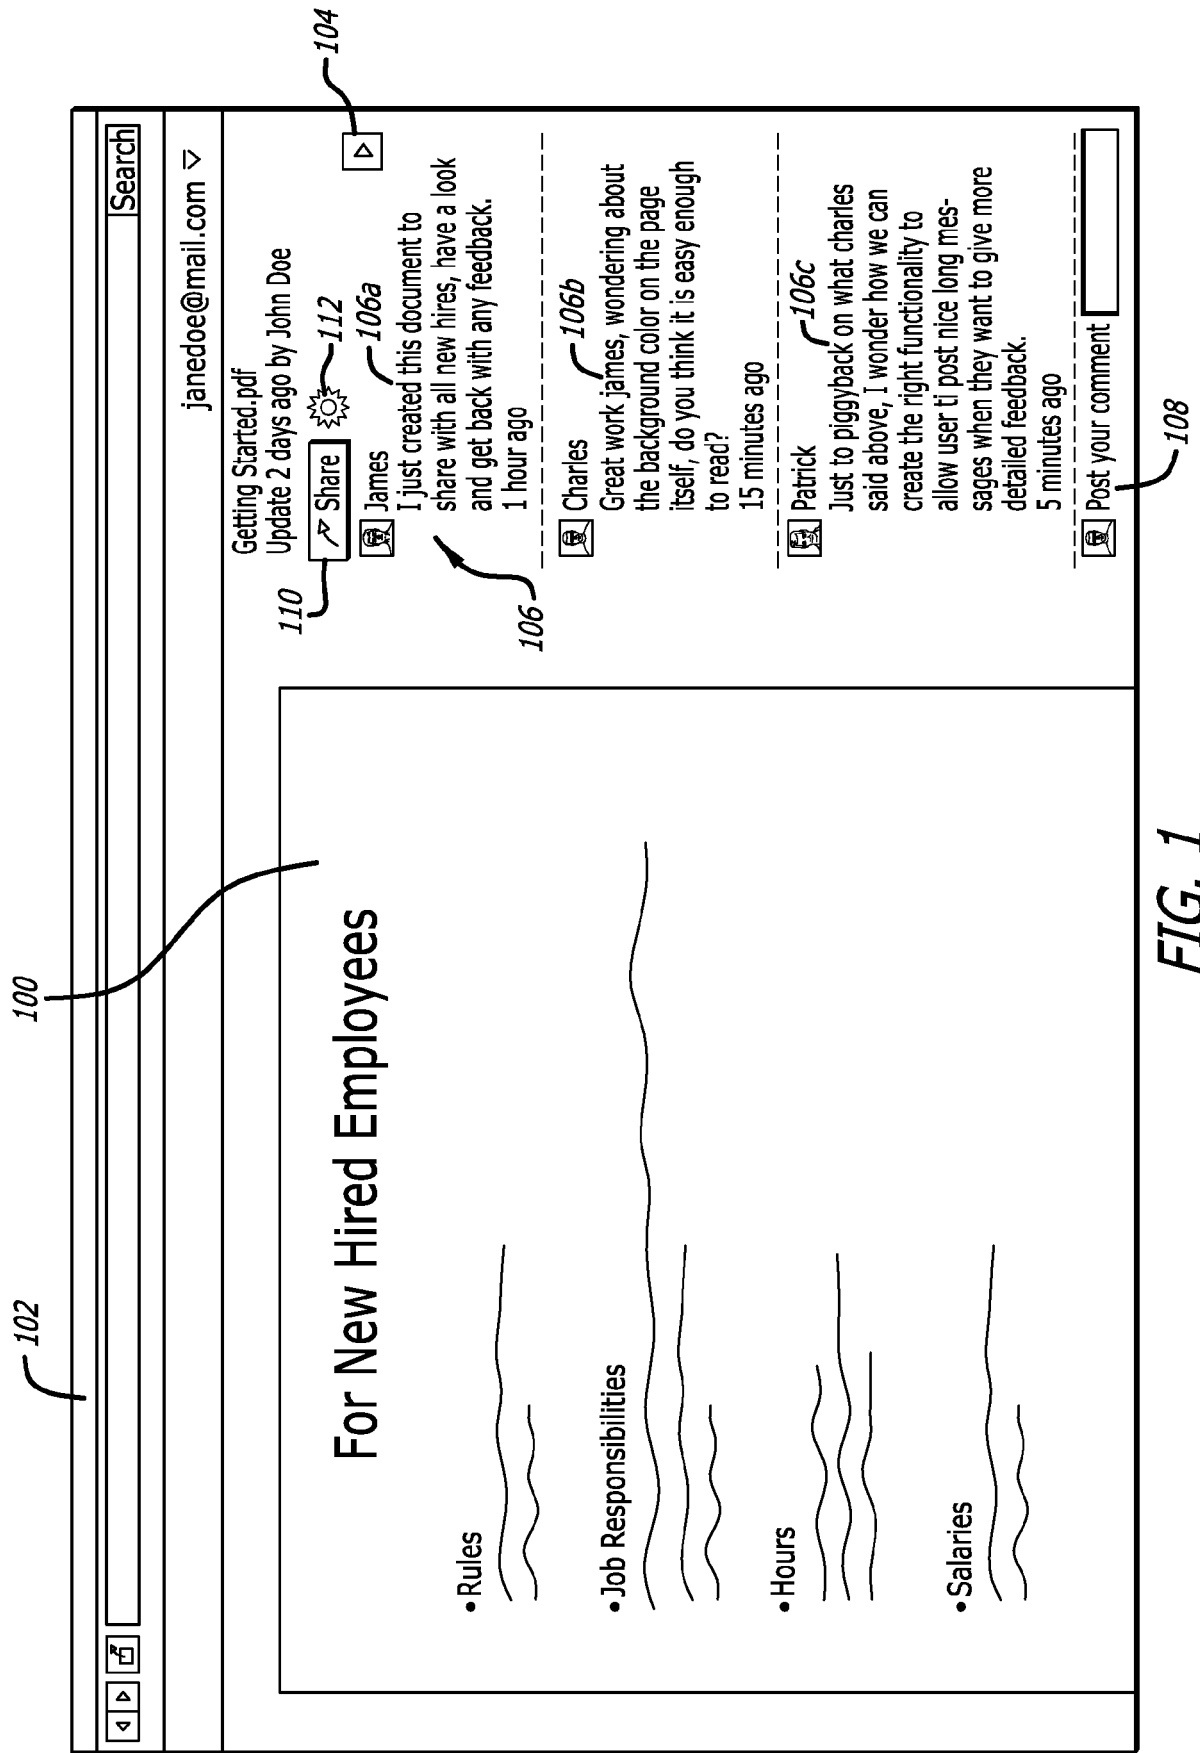 102
100
104
Search
janedoe@mail.com
Getting Started.pdf
Update 2 days ago by John Doe
110
Share
112
James
106a
I just created this document to
share with all new hires, have a look
and get back with any feedback.
1 hour ago
106
Charles
106b
Great work james, wondering about
the background color on the page
itself, do you think it is easy enough
to read?
15 minutes ago
Patrick
106c
Just to piggyback on what charles
said above, I wonder how we can
create the right functionality to
allow user ti post nice long mes-
sages when they want to give more
detailed feedback.
5 minutes ago
Post your comment
108
For New Hired Employees
•Rules
•Job Responsibilities
•Hours
•Salaries
FIG. 1